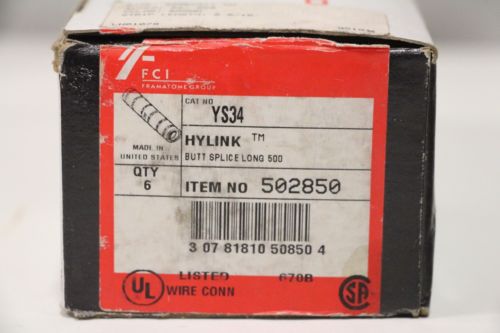 FCI
FRAMATOME GROUP
CAT NO
YS34
HYLINK ™
BUTT SPLICE LONG 500
MADE IN
UNITED STATES
QTY
6
ITEM NO 502850
3 07 81810 50850 4
UL
LISTED 670B
WIRE CONN
SA